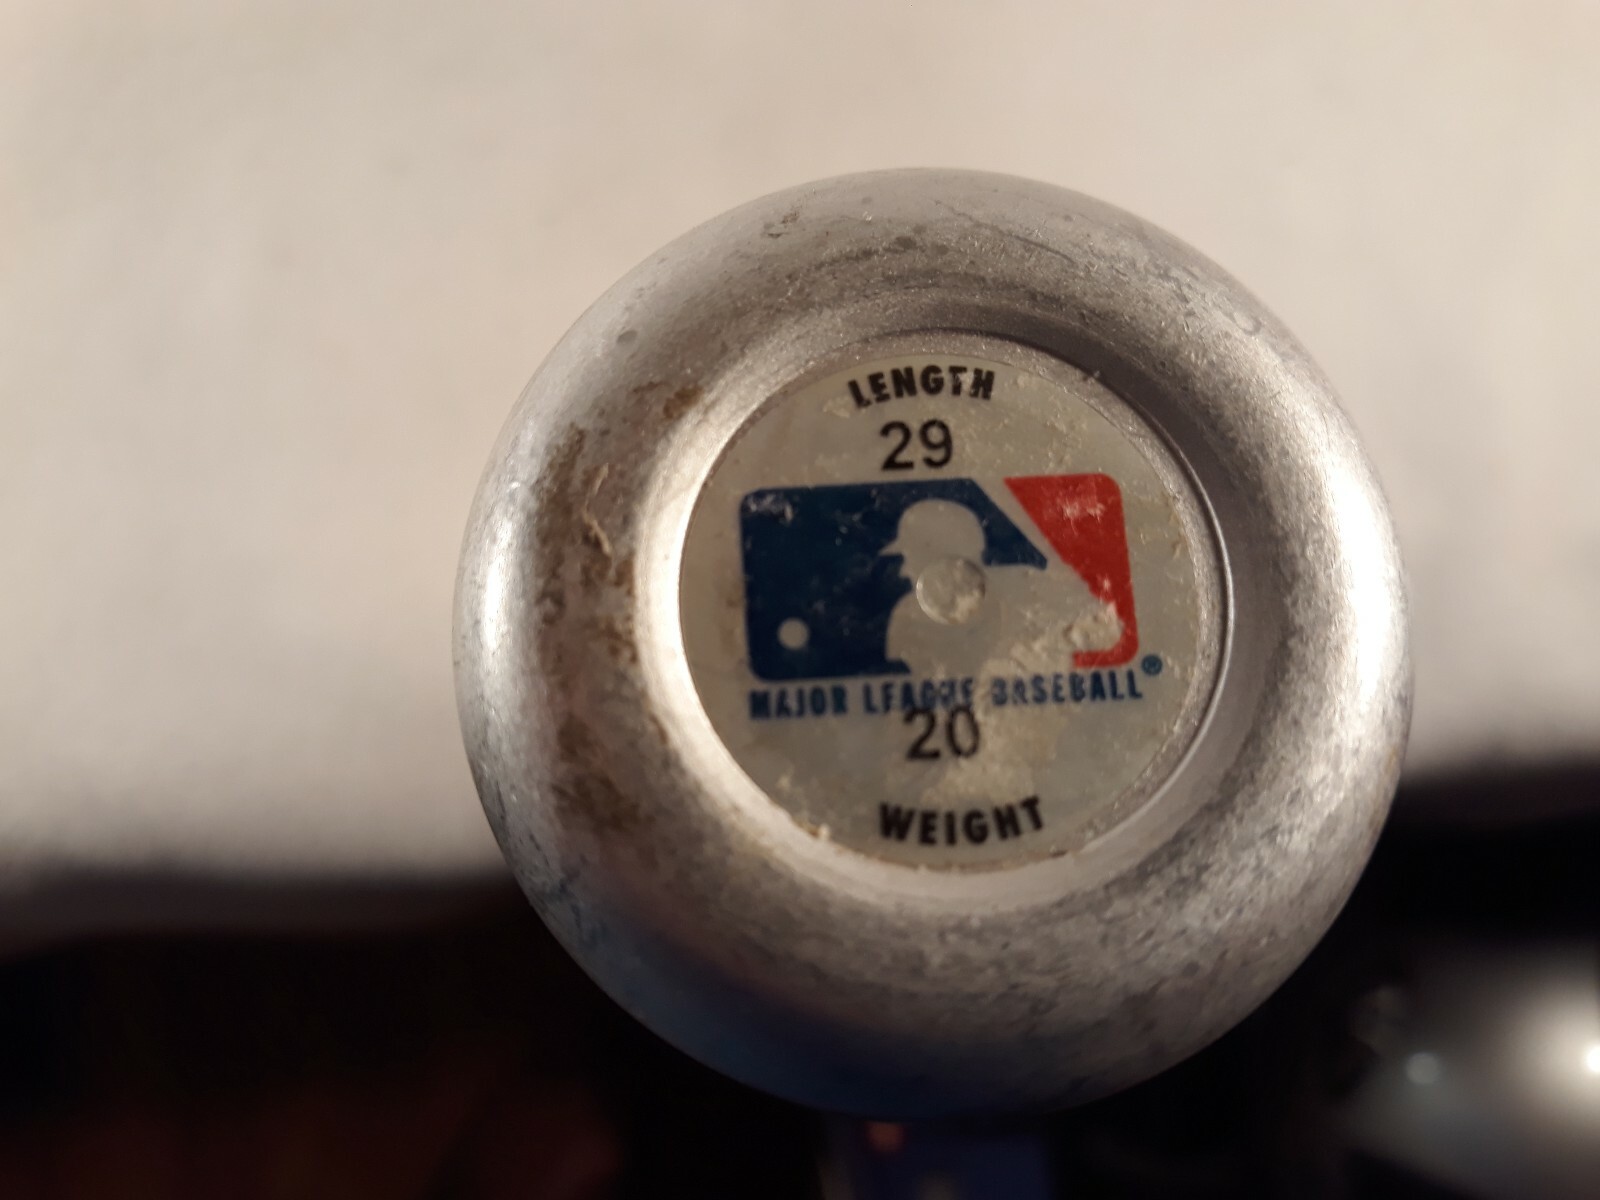 LENGTH
29
MAJOR LEAGUE BASEBALL®
20
WEIGHT